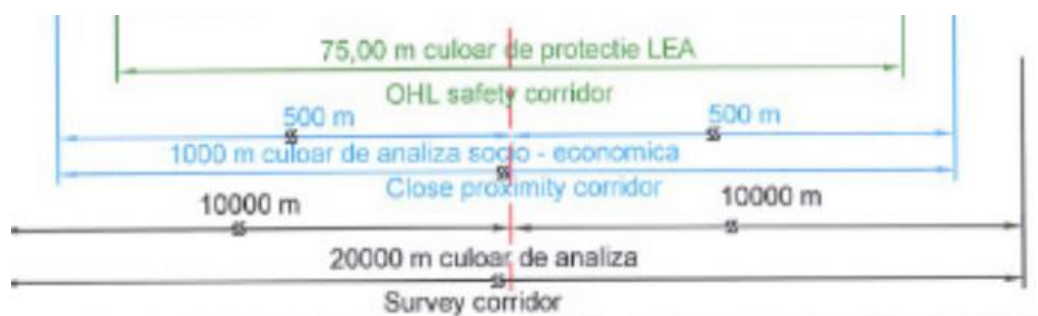 75,00 m culoar de protectie LEA
OHL safety corridor
500 m 500 m
1000 m culoar de analiza socio - economica
Close proximity corridor
10000 m 10000 m
20000 m culoar de analiza
Survey corridor